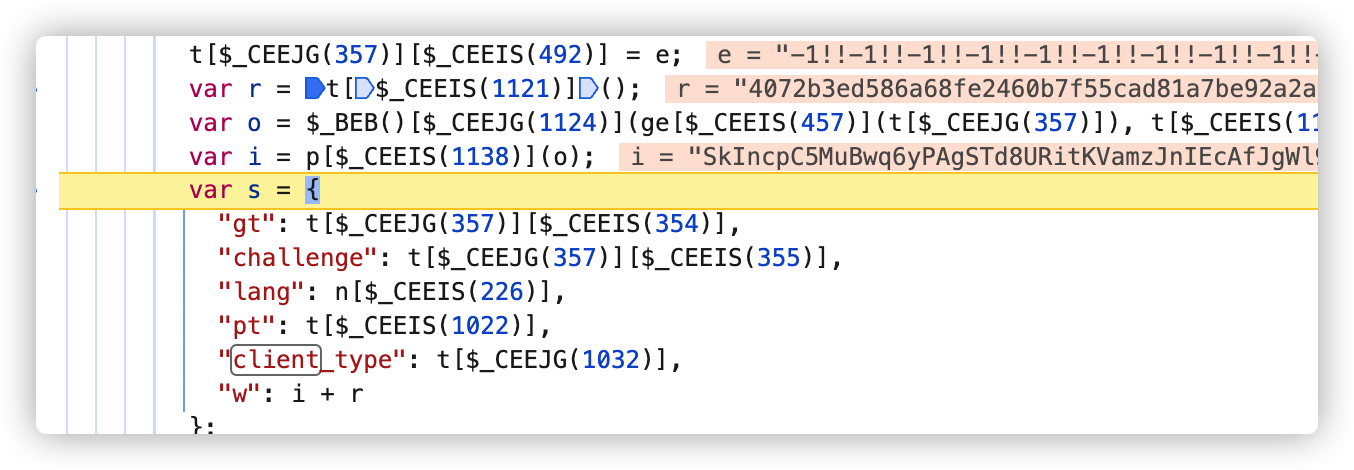 t[$_CEEJG(357)][$_CEEIS(492)] = e; e = "-1!!-1!!-1!!-1!!-1!!-1!!-1!!-1!!-1!!-
var r = t[$_CEEIS(1121)](); r = "4072b3ed586a68fe2460b7f55cad81a7be92a2a
var o = $_BEB()[$_CEEJG(1124)](ge[$_CEEIS(457)](t[$_CEEJG(357)]), t[$_CEEIS(11
var i = p[$_CEEIS(1138)](o); i = "SkIncpC5MuBwq6yPAgSTd8URitKVamzJnIEcAfJgWl9
var s = {
"gt": t[$_CEEJG(357)][$_CEEIS(354)],
"challenge": t[$_CEEJG(357)][$_CEEIS(355)],
"lang": n[$_CEEIS(226)],
"pt": t[$_CEEIS(1022)],
"client_type": t[$_CEEJG(1032)],
"w": i + r
};